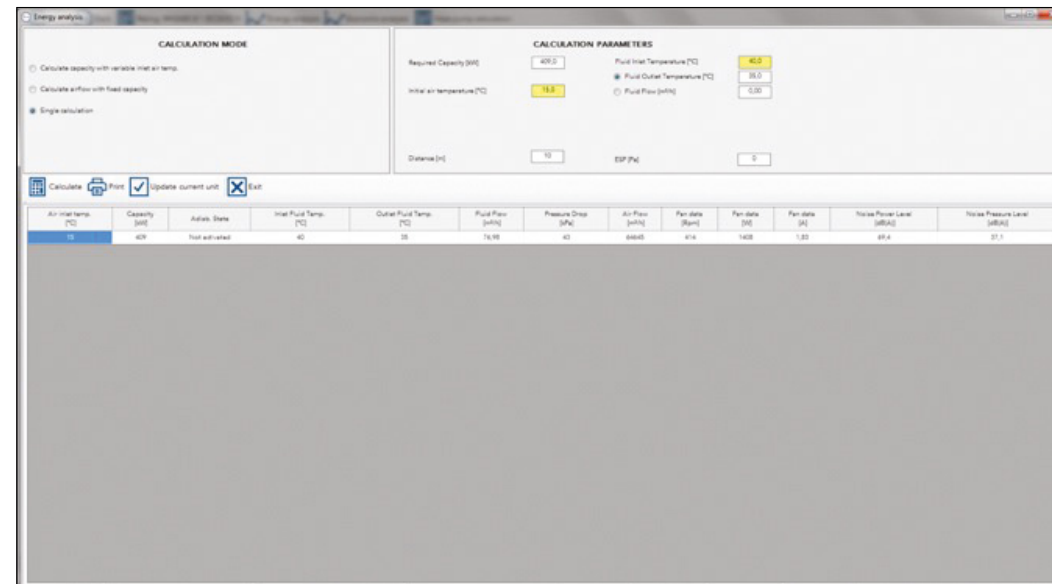 Energy analysis
CALCULATION MODE
Calculate capacity with variable inlet air temp.
Calculate airflow with fixed capacity
Single calculation
CALCULATION PARAMETERS
Required Capacity [kW] 409,0 Fluid Inlet Temperature [°C] 40,0
Fluid Outlet Temperature [°C] 35,0
Initial air temperature [°C] 15,0 Fluid Flow [m³/h] 0,00
Distance [m] 10 ESP [Pa] 0
Calculate Print Update current unit Exit
Air inlet temp. [°C] Capacity [kW] Adiab. State Inlet Fluid Temp. [°C] Outlet Fluid Temp. [°C] Fluid Flow [m³/h] Pressure Drop [kPa] Air Flow [m³/h] Fan data [Rpm] Fan data [W] Fan data [A] Noise Power Level [dB(A)] Noise Pressure Level [dB(A)]
15 409 Not activated 40 35 614 1408 69,4 37,1